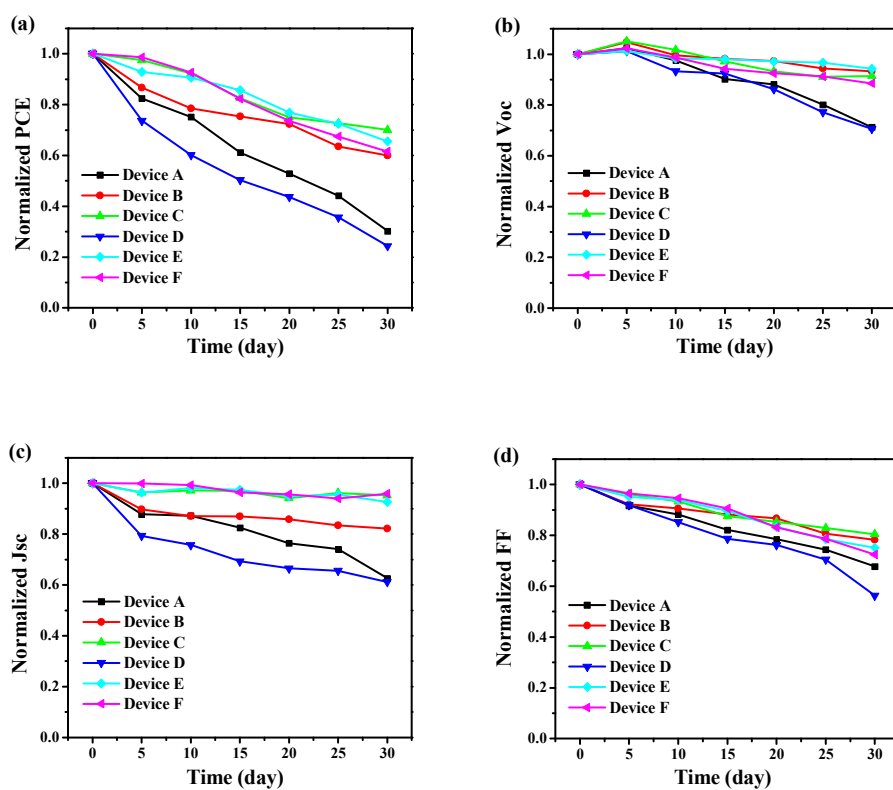 (a)
Normalized PCE
1.0
0.8
0.6
0.4
0.2
0.0
Device A
Device B
Device C
Device D
Device E
Device F
0 5 10 15 20 25 30
Time (day)
(b)
Normalized Voc
1.0
0.8
0.6
0.4
0.2
0.0
Device A
Device B
Device C
Device D
Device E
Device F
0 5 10 15 20 25 30
Time (day)
(c)
Normalized Jsc
1.0
0.8
0.6
0.4
0.2
0.0
Device A
Device B
Device C
Device D
Device E
Device F
0 5 10 15 20 25 30
Time (day)
(d)
Normalized FF
1.0
0.8
0.6
0.4
0.2
0.0
Device A
Device B
Device C
Device D
Device E
Device F
0 5 10 15 20 25 30
Time (day)